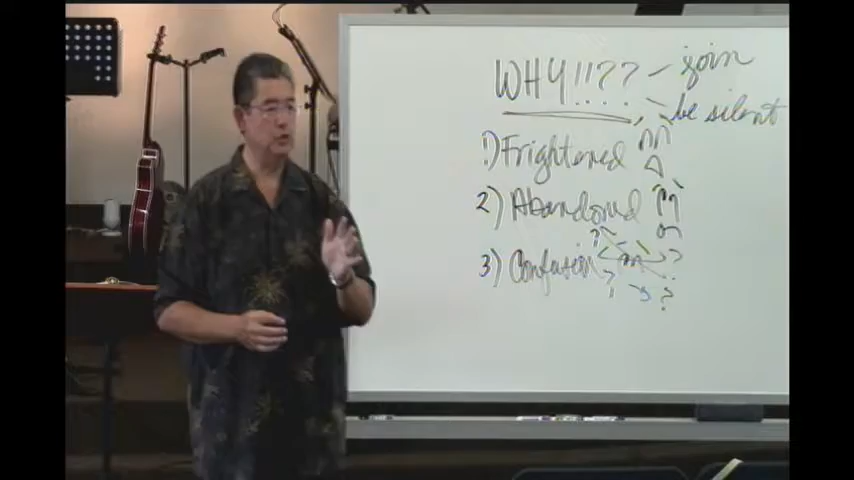 WHY!!?? – join
– be silent
1) Frightened
2) Abandoned
3) Confusion
? ?
? ?